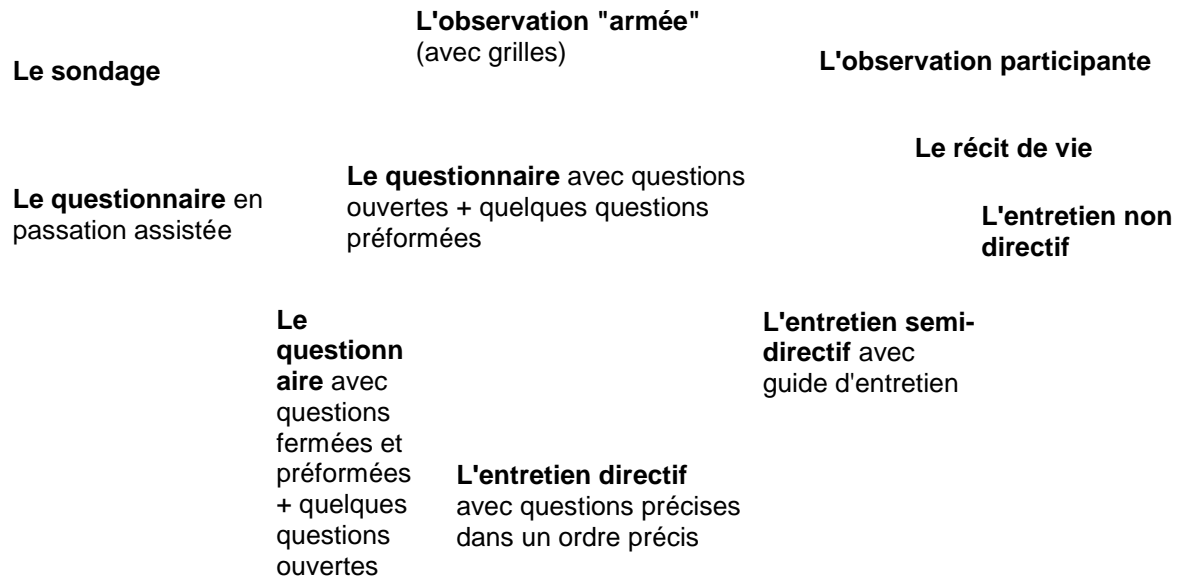 L'observation "armée"
(avec grilles)
Le sondage
L'observation participante
Le récit de vie
Le questionnaire en
passation assistée
Le questionnaire avec questions
ouvertes + quelques questions
préformées
L'entretien non
directif
Le
questionn
aire avec
questions
fermées et
préformées
+ quelques
questions
ouvertes
L'entretien semi-
directif avec
guide d'entretien
L'entretien directif
avec questions précises
dans un ordre précis